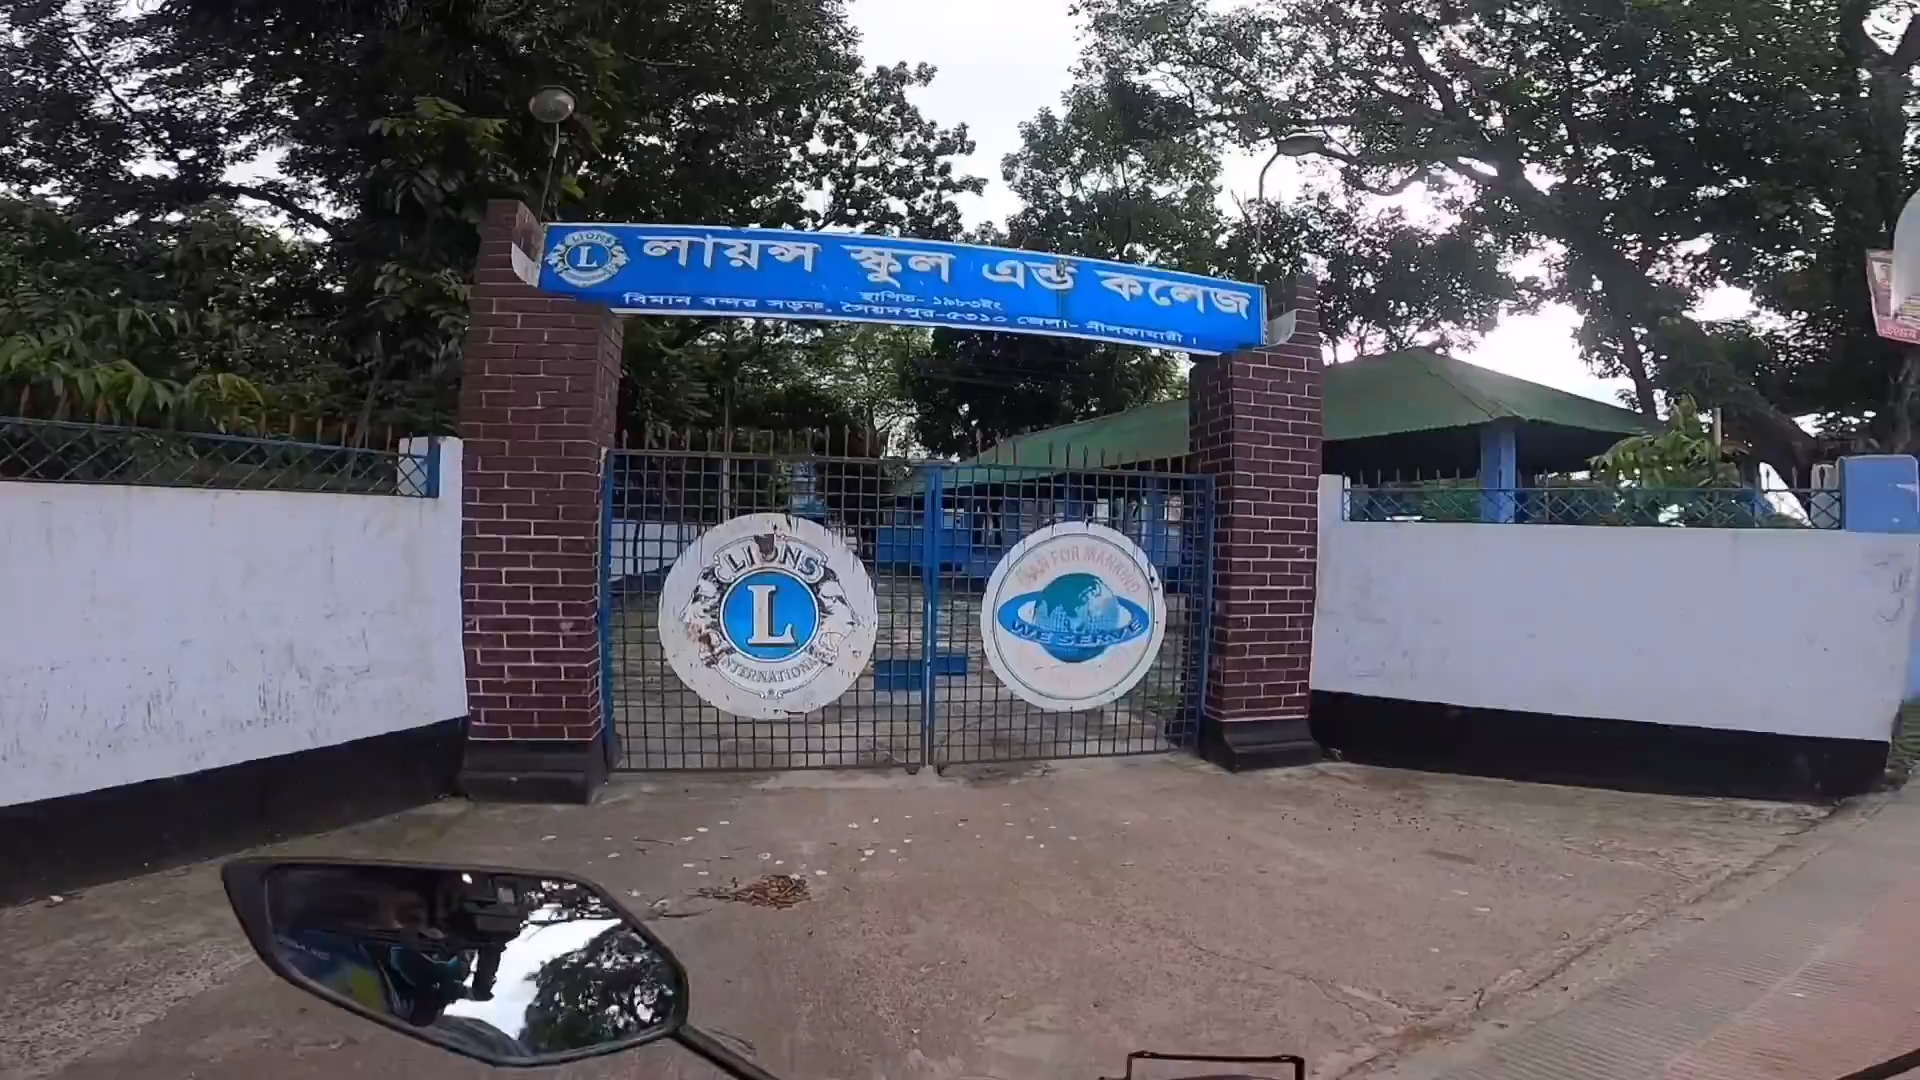 LIONS
L
লায়ন্স স্কুল এন্ড কলেজ
স্থাপিত- ১৯৮৩ইং
বিমান বন্দর সড়ক, সৈয়দপুর-৫৩১০ জেলা- নীলফামারী ।
LIONS
L
INTERNATIONAL
FOR MANKIND
WE SERVE